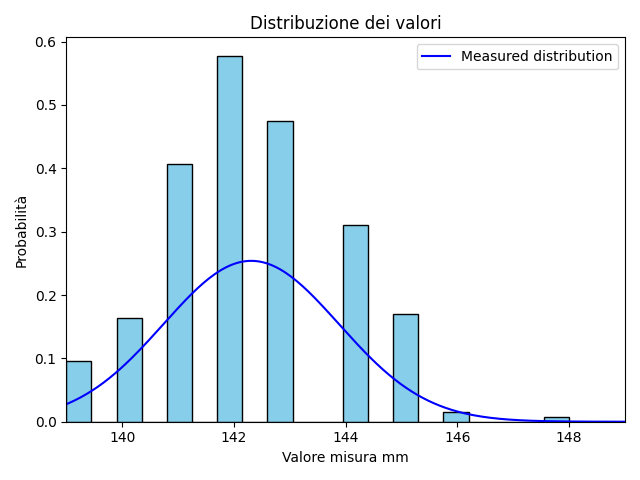 Distribuzione dei valori
Measured distribution
Probabilità
0.6
0.5
0.4
0.3
0.2
0.1
0.0
140 142 144 146 148
Valore misura mm